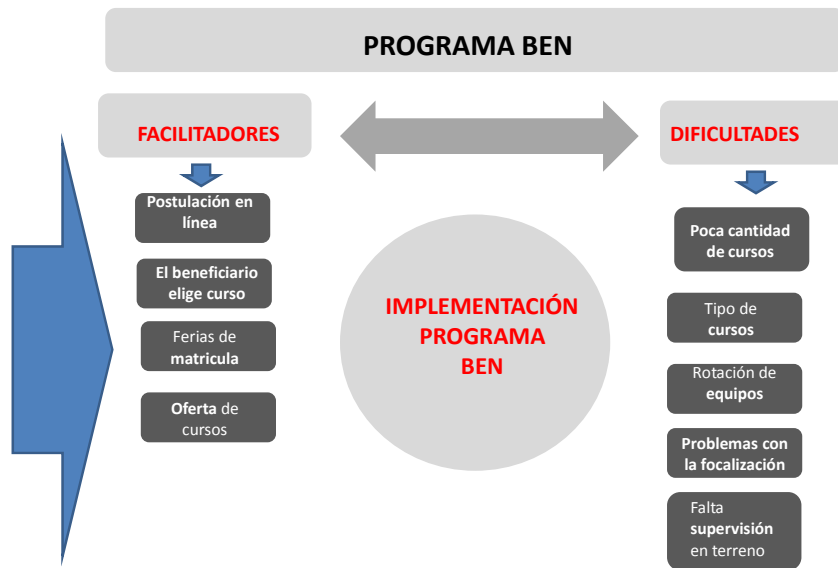 PROGRAMA BEN
FACILITADORES
DIFICULTADES
Postulación en
línea
El beneficiario
elige curso
Ferias de
matricula
Oferta de
cursos
IMPLEMENTACIÓN
PROGRAMA
BEN
Poca cantidad
de cursos
Tipo de
cursos
Rotación de
equipos
Problemas con
la focalización
Falta
supervisión
en terreno